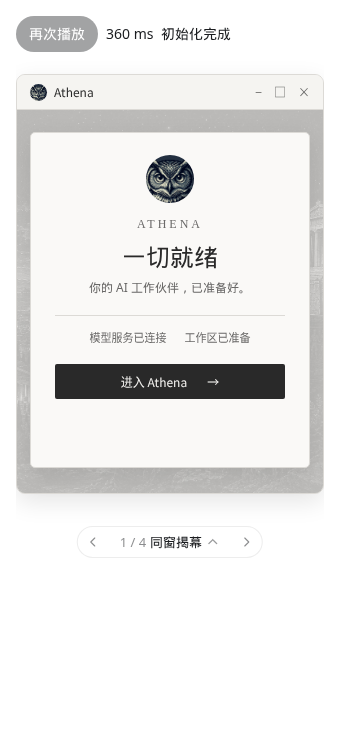 再次播放 360 ms 初始化完成
Athena
ATHENA
一切就绪
你的 AI 工作伙伴，已准备好。
模型服务已连接 工作区已准备
进入 Athena →
1 / 4 同窗揭幕